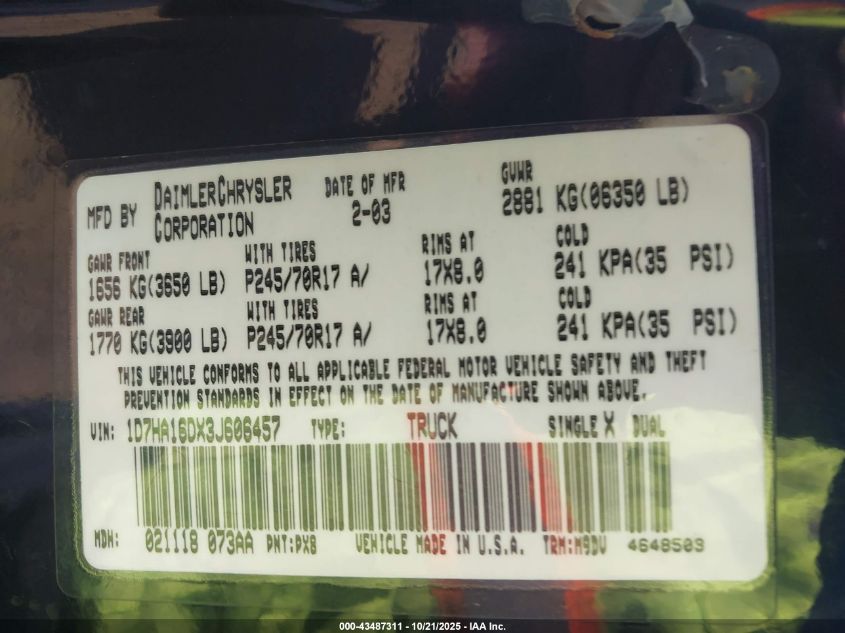 MFD BY DAIMLERCHRYSLER CORPORATION DATE OF MFR 2-03 GVWR 2881 KG(06350 LB)
GAWR FRONT WITH TIRES RIMS AT COLD
1656 KG(3650 LB) P245/70R17 A/ 17X8.0 241 KPA(35 PSI)
GAWR REAR WITH TIRES RIMS AT COLD
1770 KG(3900 LB) P245/70R17 A/ 17X8.0 241 KPA(35 PSI)
THIS VEHICLE CONFORMS TO ALL APPLICABLE FEDERAL MOTOR VEHICLE SAFETY AND THEFT
PREVENTION STANDARDS IN EFFECT ON THE DATE OF MANUFACTURE SHOWN ABOVE.
VIN: 1D7HA16DX3J606457 TYPE: TRUCK SINGLE X DUAL
MDH: 021118 073AA PNT:PX8 VEHICLE MADE IN U.S.A. TRM:M9DV 4648503
000-43487311 - 10/21/2025 - IAA Inc.